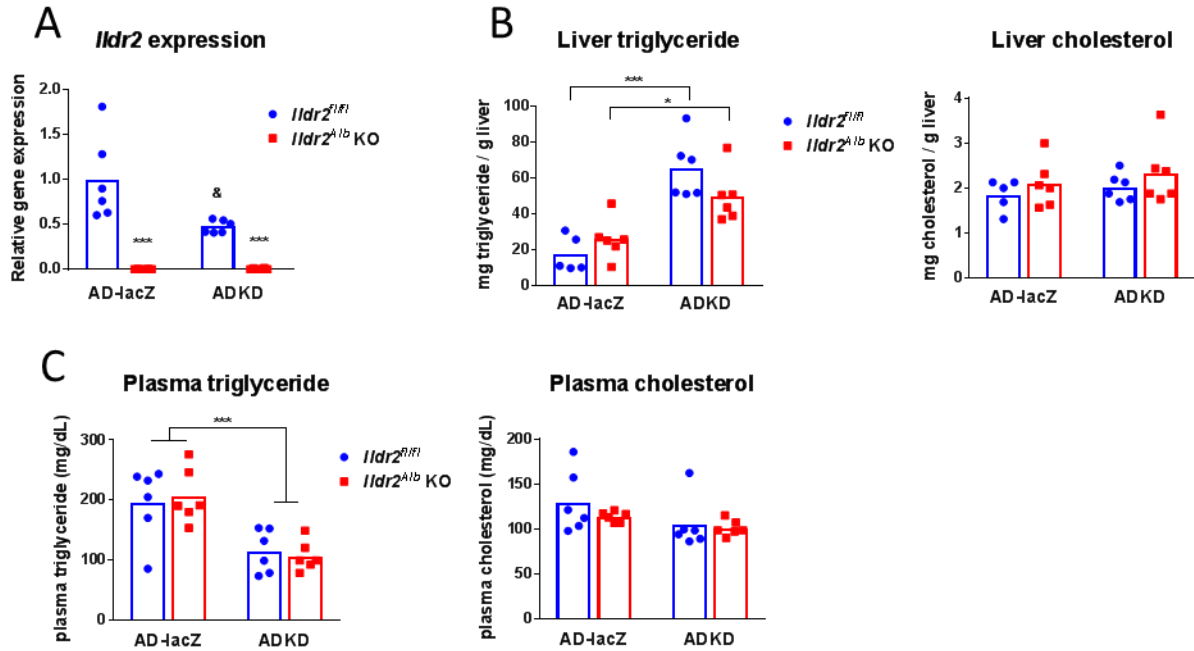 A
Ildr2 expression
Relative gene expression
2.0
1.5
1.0
0.5
0.0
&
***
***
AD-lacZ
ADKD
Ildr2fl/fl
Ildr2Alb KO
B
Liver triglyceride
mg triglyceride / g liver
100
80
60
40
20
0
***
*
AD-lacZ
ADKD
Ildr2fl/fl
Ildr2Alb KO
Liver cholesterol
mg cholesterol / g liver
4
3
2
1
0
AD-lacZ
ADKD
C
Plasma triglyceride
plasma triglyceride (mg/dL)
300
200
100
0
***
AD-lacZ
ADKD
Ildr2fl/fl
Ildr2Alb KO
Plasma cholesterol
plasma cholesterol (mg/dL)
200
150
100
50
0
AD-lacZ
ADKD